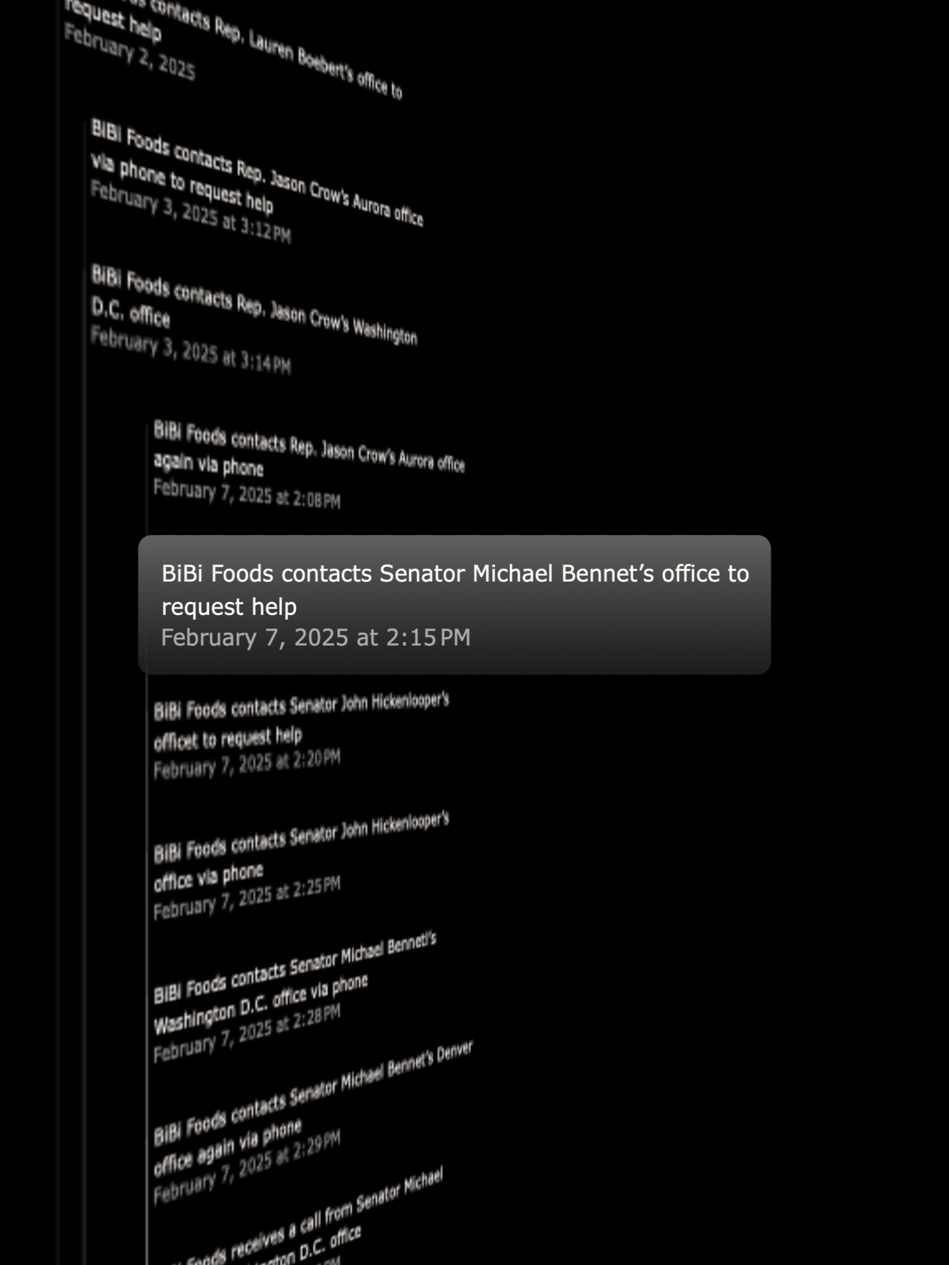 contacts Rep. Lauren Boebert's office to
request help
February 2, 2025
BiBi Foods contacts Rep. Jason Crow's Aurora office
via phone to request help
February 3, 2025 at 3:12 PM
BiBi Foods contacts Rep. Jason Crow's Washington
D.C. office
February 3, 2025 at 3:14 PM
BiBi Foods contacts Rep. Jason Crow's Aurora office
again via phone
February 7, 2025 at 2:08 PM
BiBi Foods contacts Senator Michael Bennet’s office to
request help
February 7, 2025 at 2:15 PM
BiBi Foods contacts Senator John Hickenlooper's
officet to request help
February 7, 2025 at 2:20 PM
BiBi Foods contacts Senator John Hickenlooper's
office via phone
February 7, 2025 at 2:25 PM
BiBi Foods contacts Senator Michael Bennett's
Washington D.C. office via phone
February 7, 2025 at 2:28 PM
BiBi Foods contacts Senator Michael Bennet's Denver
office again via phone
February 7, 2025 at 2:29 PM
Foods receives a call from Senator Michael
D.C. office